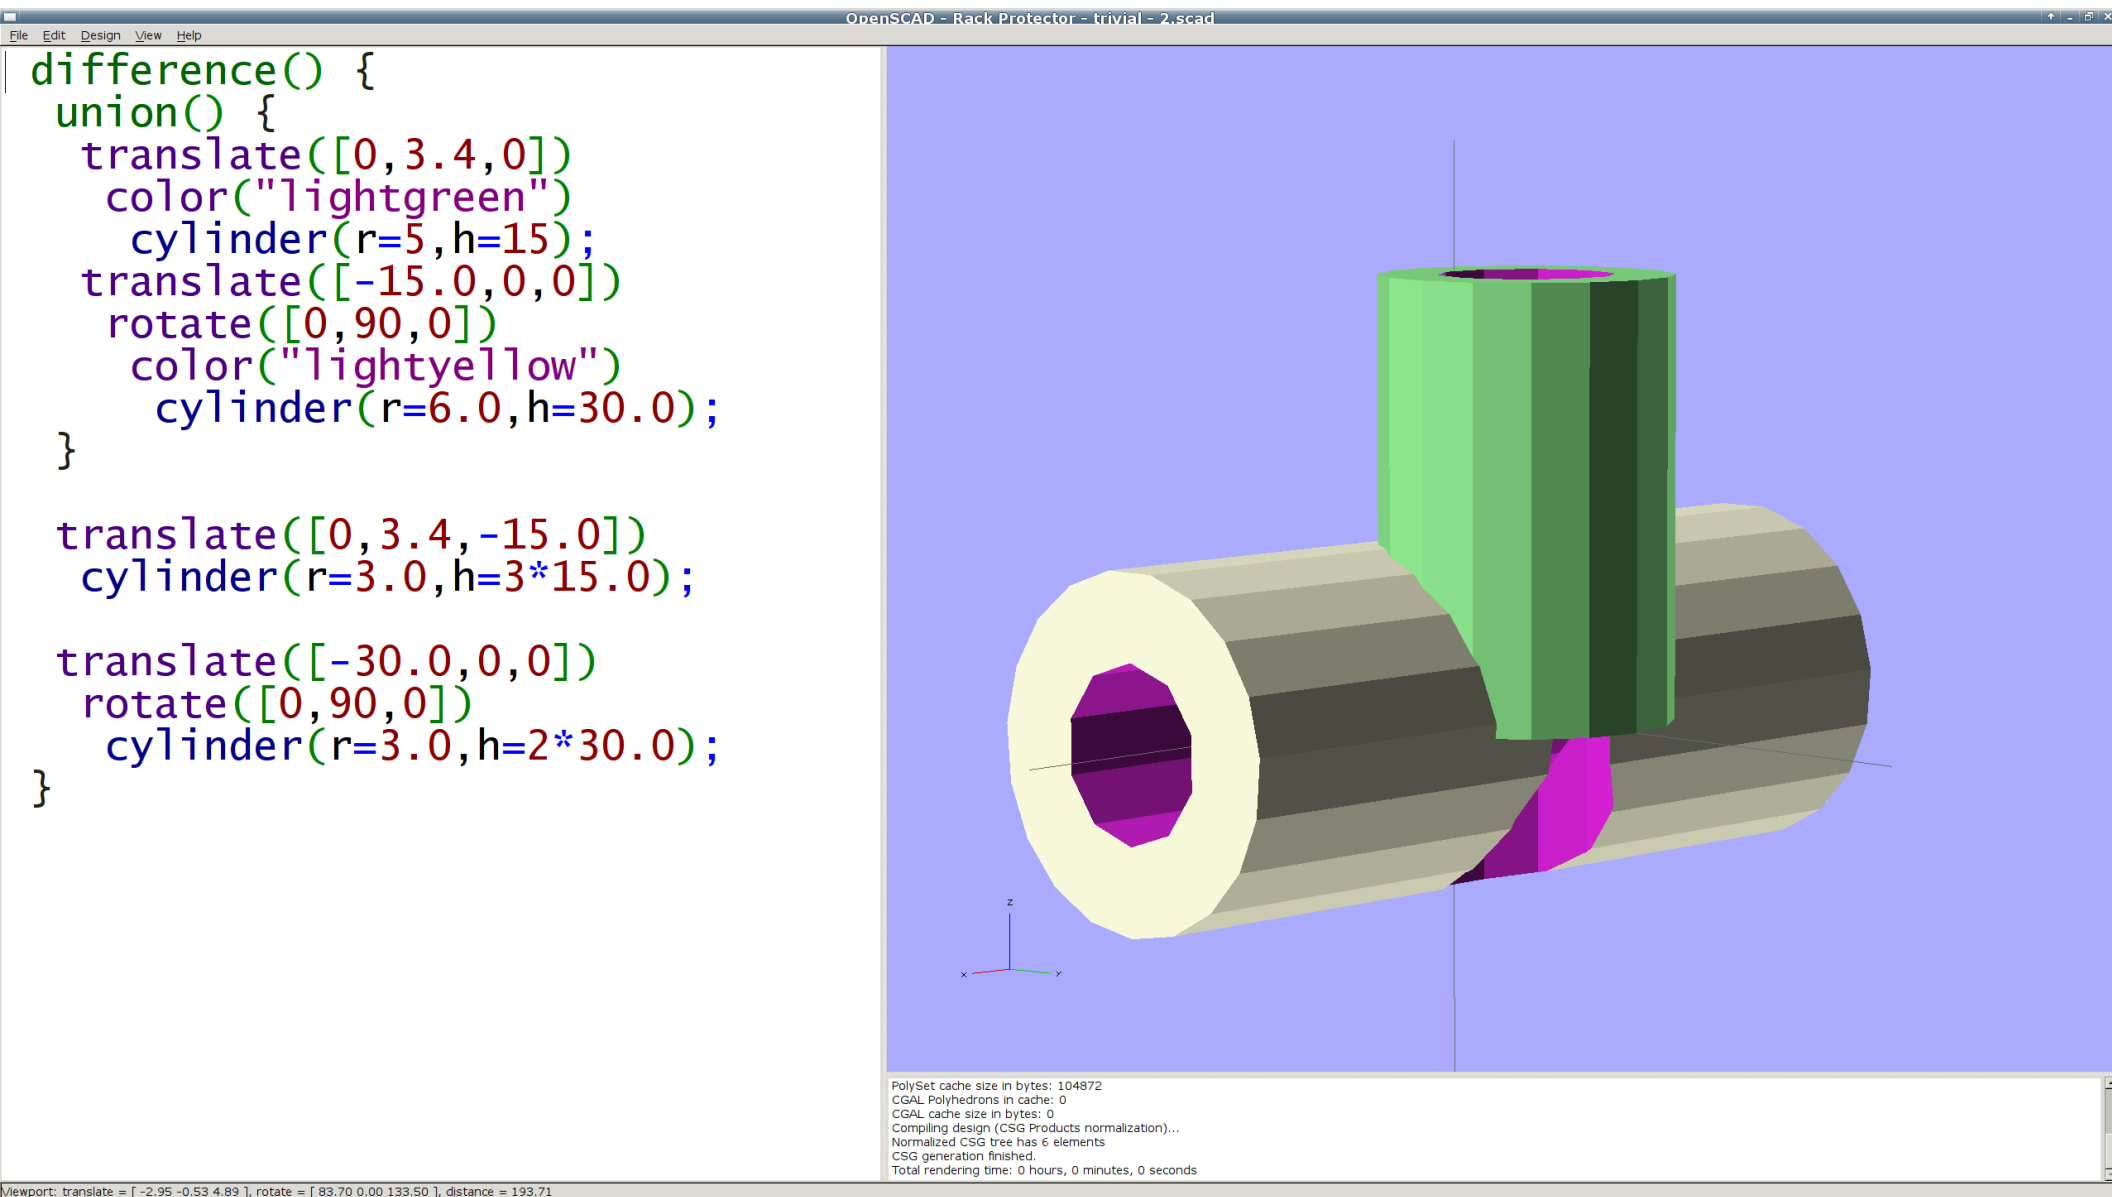 OpenSCAD - Rack Protector - trivial - 2.scad
File Edit Design View Help
difference() {
union() {
translate([0,3.4,0])
color("lightgreen")
cylinder(r=5,h=15);
translate([-15.0,0,0])
rotate([0,90,0])
color("lightyellow")
cylinder(r=6.0,h=30.0);
}
translate([0,3.4,-15.0])
cylinder(r=3.0,h=3*15.0);
translate([-30.0,0,0])
rotate([0,90,0])
cylinder(r=3.0,h=2*30.0);
}
z
x
y
PolySet cache size in bytes: 104872
CGAL Polyhedrons in cache: 0
CGAL cache size in bytes: 0
Compiling design (CSG Products normalization)...
Normalized CSG tree has 6 elements
CSG generation finished.
Total rendering time: 0 hours, 0 minutes, 0 seconds
Viewport: translate = [ -2.95 -0.53 4.89 ], rotate = [ 83.70 0.00 133.50 ], distance = 193.71